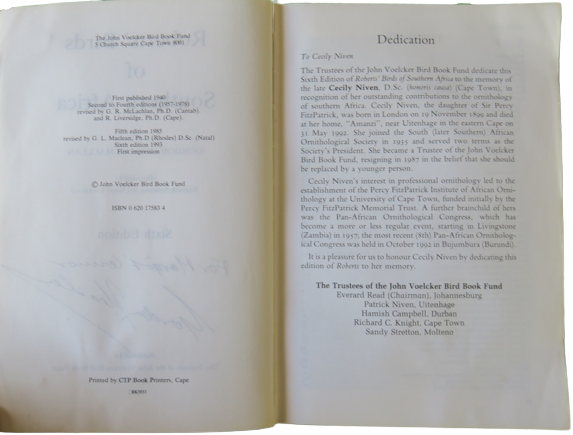 The John Voelcker Bird Book Fund
5 Church Square Cape Town 8001
First published 1940
Second to Fourth editions (1957-1978)
revised by G. R. McLachlan, Ph.D. (Cantab)
and R. Liversidge, Ph.D. (Cape).
Fifth edition 1985
revised by G. L. Maclean, Ph.D (Rhodes) D.Sc. (Natal)
Sixth edition 1993
First impression
© John Voelcker Bird Book Fund
ISBN 0 620 17583 4
Printed by CTP Book Printers, Cape
Dedication
To Cecily Niven
The Trustees of the John Voelcker Bird Book Fund dedicate this
Sixth Edition of Roberts' Birds of Southern Africa to the memory of
the late Cecily Niven, D.Sc. (honoris causa) (Cape Town), in
recognition of her outstanding contributions to the ornithology
of southern Africa. Cecily Niven, the daughter of Sir Percy
FitzPatrick, was born in London on 19 November 1899 and died
at her home, "Amanzi", near Uitenhage in the eastern Cape on
31 May 1992. She joined the South (later Southern) African
Ornithological Society in 1935 and served two terms as the
Society's President. She became a Trustee of the John Voelcker
Bird Book Fund, resigning in 1987 in the belief that she should
be replaced by a younger person.
Cecily Niven's interest in professional ornithology led to the
establishment of the Percy FitzPatrick Institute of African Orni-
thology at the University of Cape Town, funded initially by the
Percy FitzPatrick Memorial Trust. A further brainchild of hers
was the Pan-African Ornithological Congress, which has
become a more or less regular event, starting in Livingstone
(Zambia) in 1957; the most recent (8th) Pan-African Ornitholog-
ical Congress was held in October 1992 in Bujumbura (Burundi).
It is a pleasure for us to honour Cecily Niven by dedicating this
edition of Roberts to her memory.
The Trustees of the John Voelcker Bird Book Fund
Everard Read (Chairman), Johannesburg
Patrick Niven, Uitenhage
Hamish Campbell, Durban
Richard C. Knight, Cape Town
Sandy Stretton, Molteno